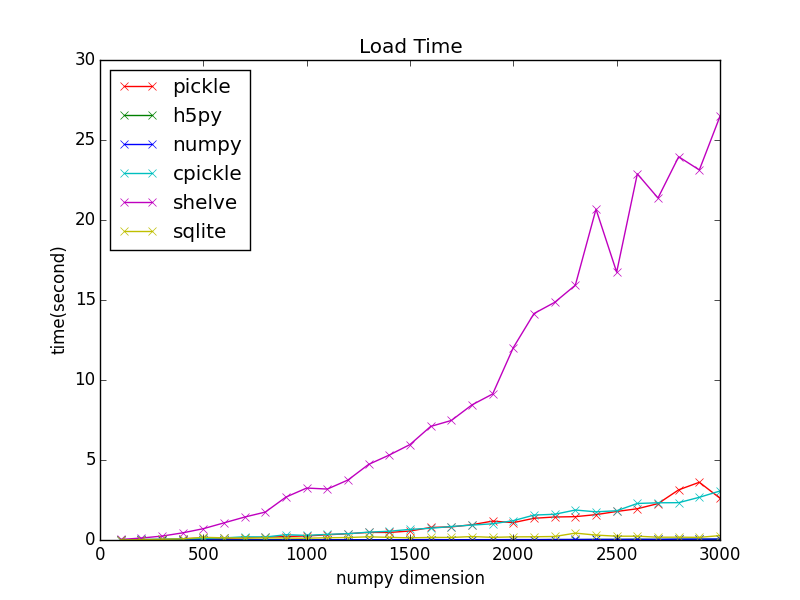 Load Time
30
25
20
15
10
5
0
time(second)
pickle
h5py
numpy
cpickle
shelve
sqlite
0 500 1000 1500 2000 2500 3000
numpy dimension